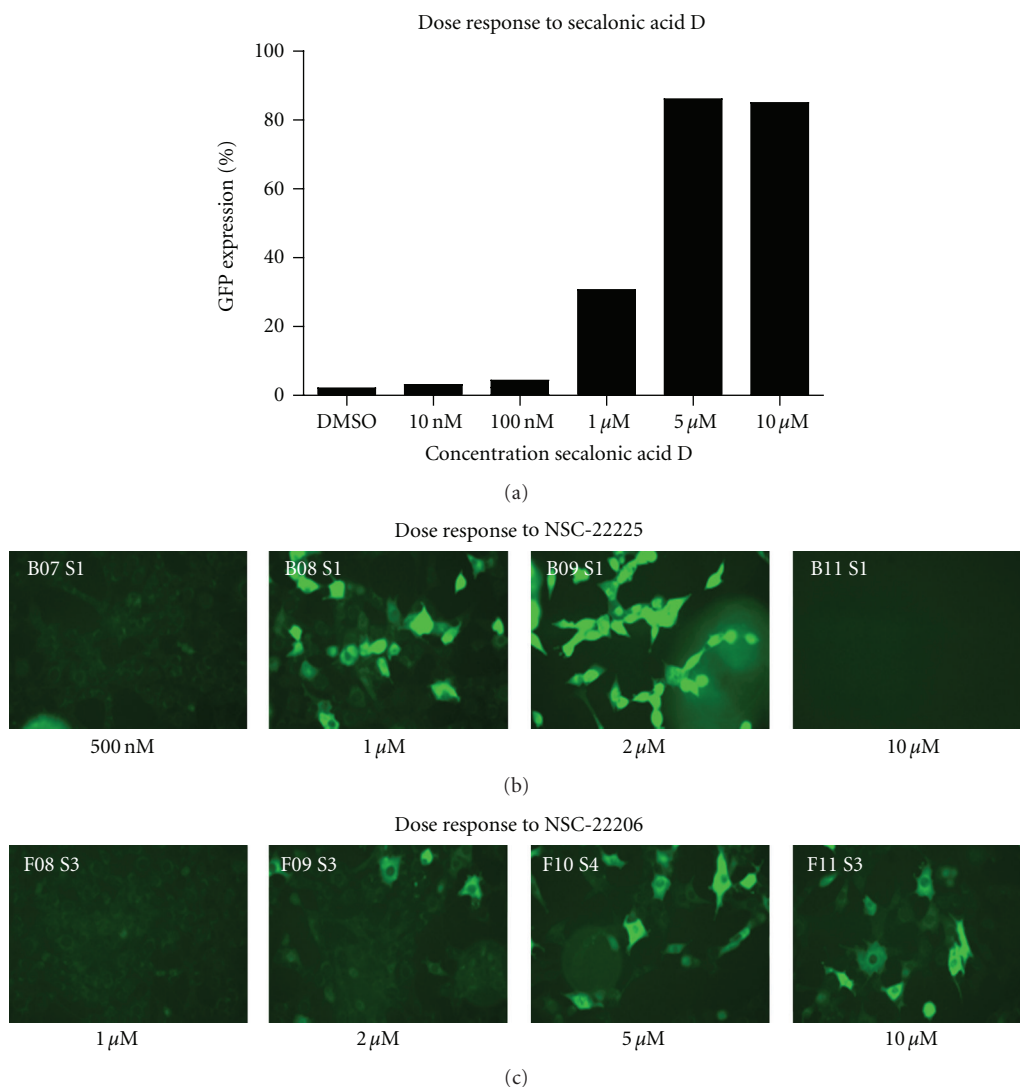 Dose response to secalonic acid D
100
80
60
40
20
0
GFP expression (%)
DMSO 10 nM 100 nM 1 μM 5 μM 10 μM
Concentration secalonic acid D
(a)
Dose response to NSC-22225
B07 S1 B08 S1 B09 S1 B11 S1
500 nM 1 μM 2 μM 10 μM
(b)
Dose response to NSC-22206
F08 S3 F09 S3 F10 S4 F11 S3
1 μM 2 μM 5 μM 10 μM
(c)